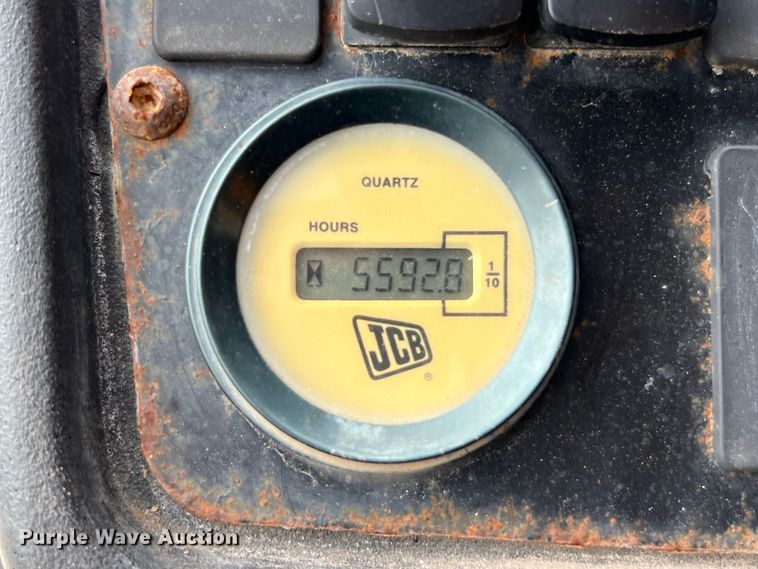 QUARTZ
HOURS
5592.8
1/10
JCB
®
Purple Wave Auction